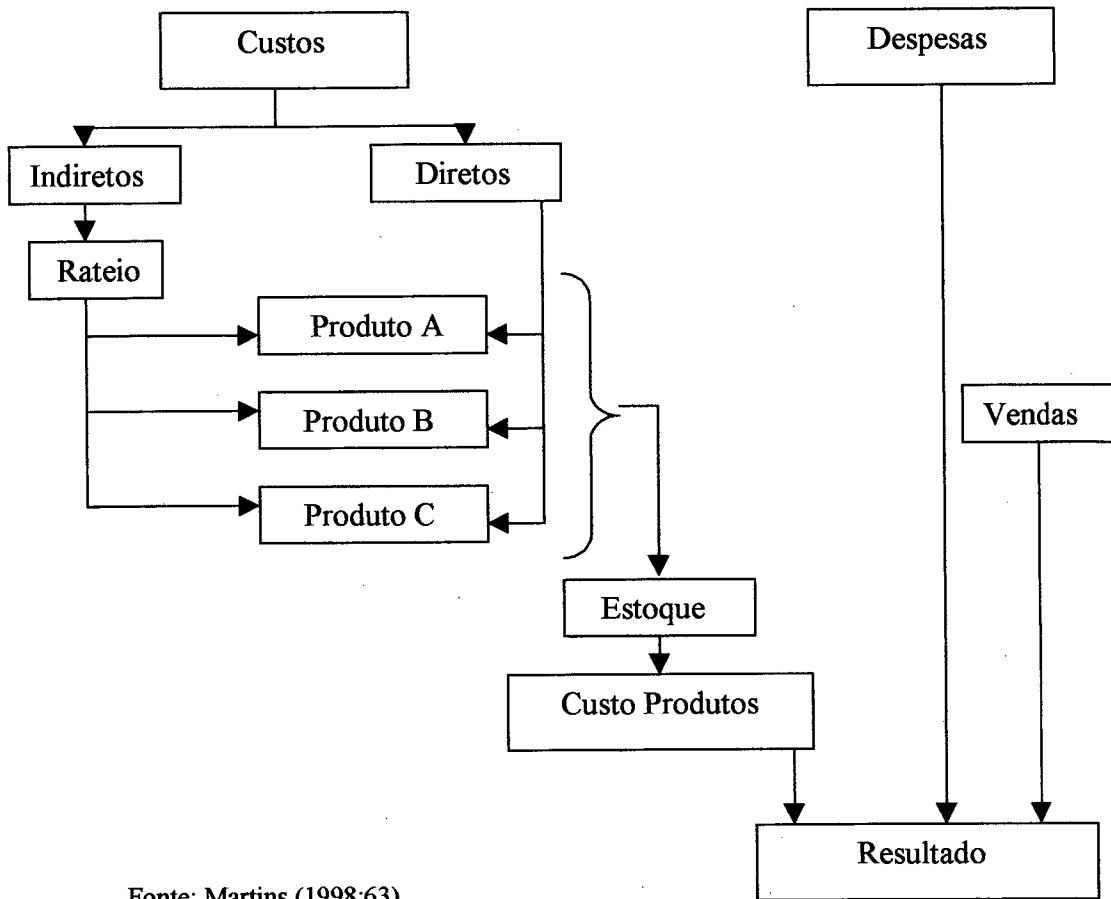 Custos
Despesas
Indiretos
Diretos
Rateio
Produto A
Produto B
Vendas
Produto C
Estoque
Custo Produtos
Resultado
Fonte: Martins (1998:63)